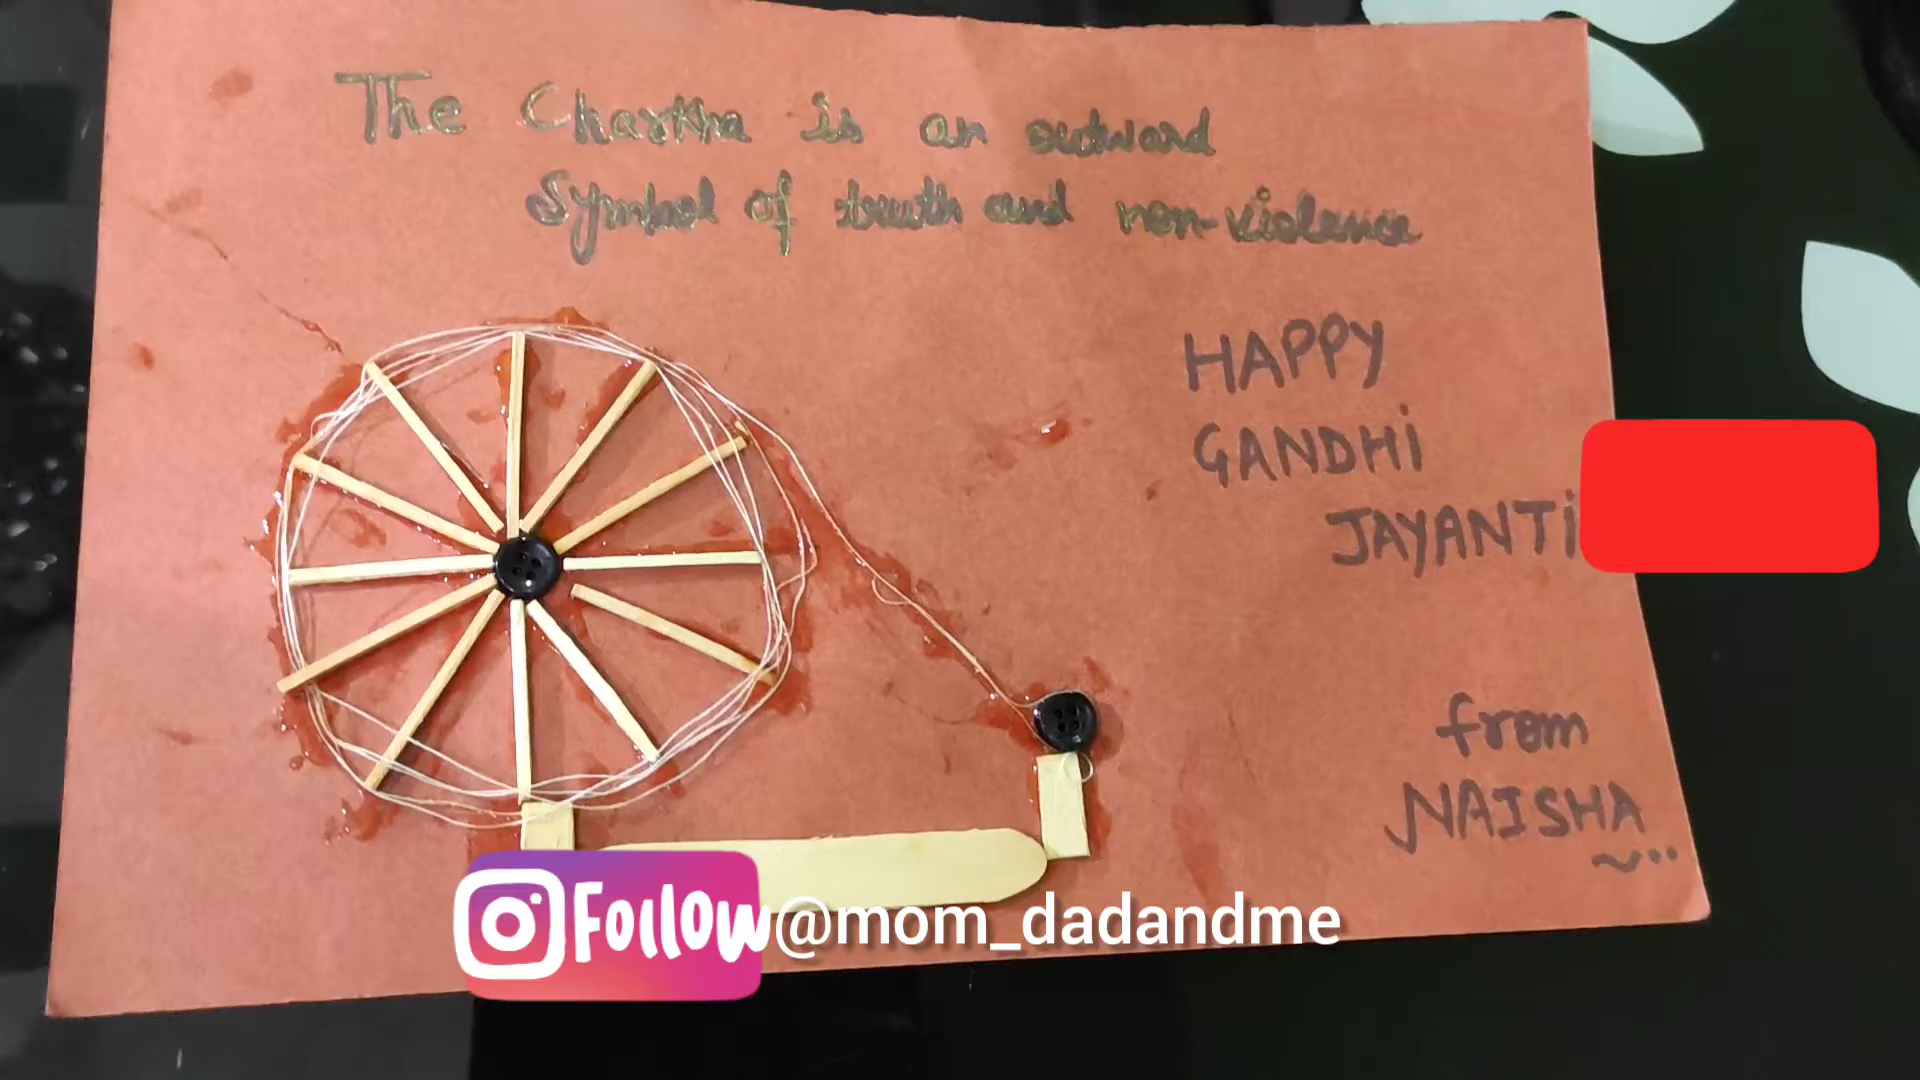 The Charkha is an outward
Symbol of truth and non-violence
HAPPY
GANDHi
JAYANTi
from
NAISHA
Follow @mom_dadandme